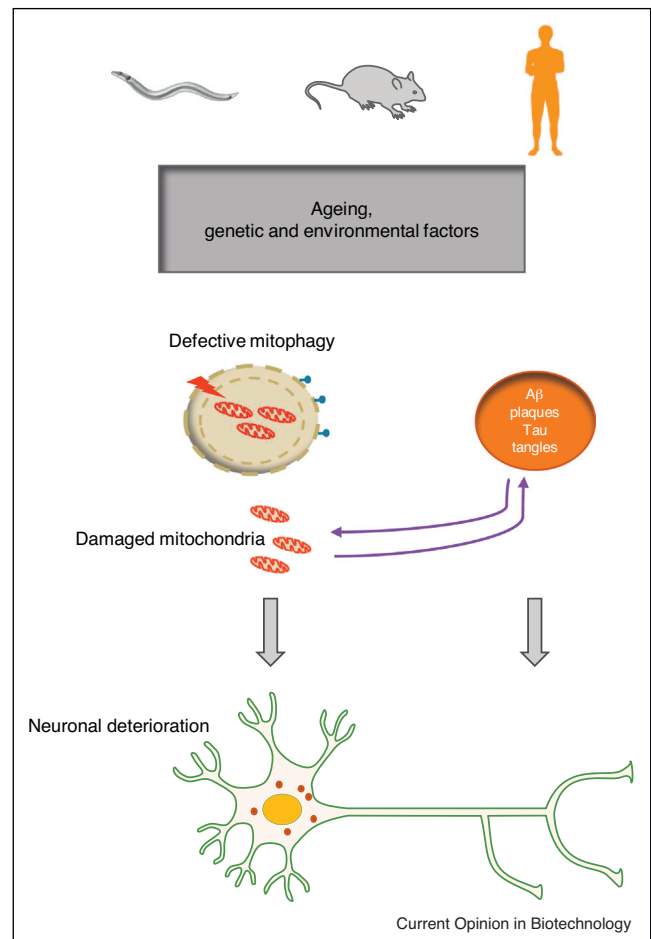 Ageing,
genetic and environmental factors
Defective mitophagy
Aβ
plaques
Tau
tangles
Damaged mitochondria
Neuronal deterioration
Current Opinion in Biotechnology